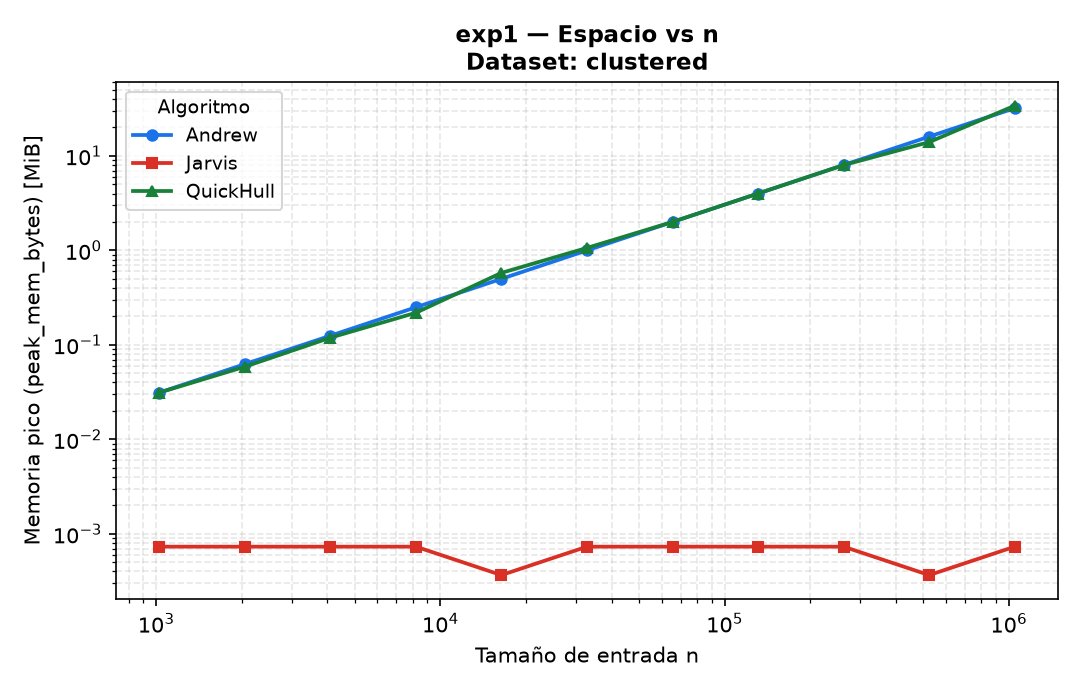 exp1 — Espacio vs n
Dataset: clustered
Algoritmo
Andrew
Jarvis
QuickHull
Memoria pico (peak_mem_bytes) [MiB]
10¹
10⁰
10⁻¹
10⁻²
10⁻³
10³
10⁴
10⁵
10⁶
Tamaño de entrada n